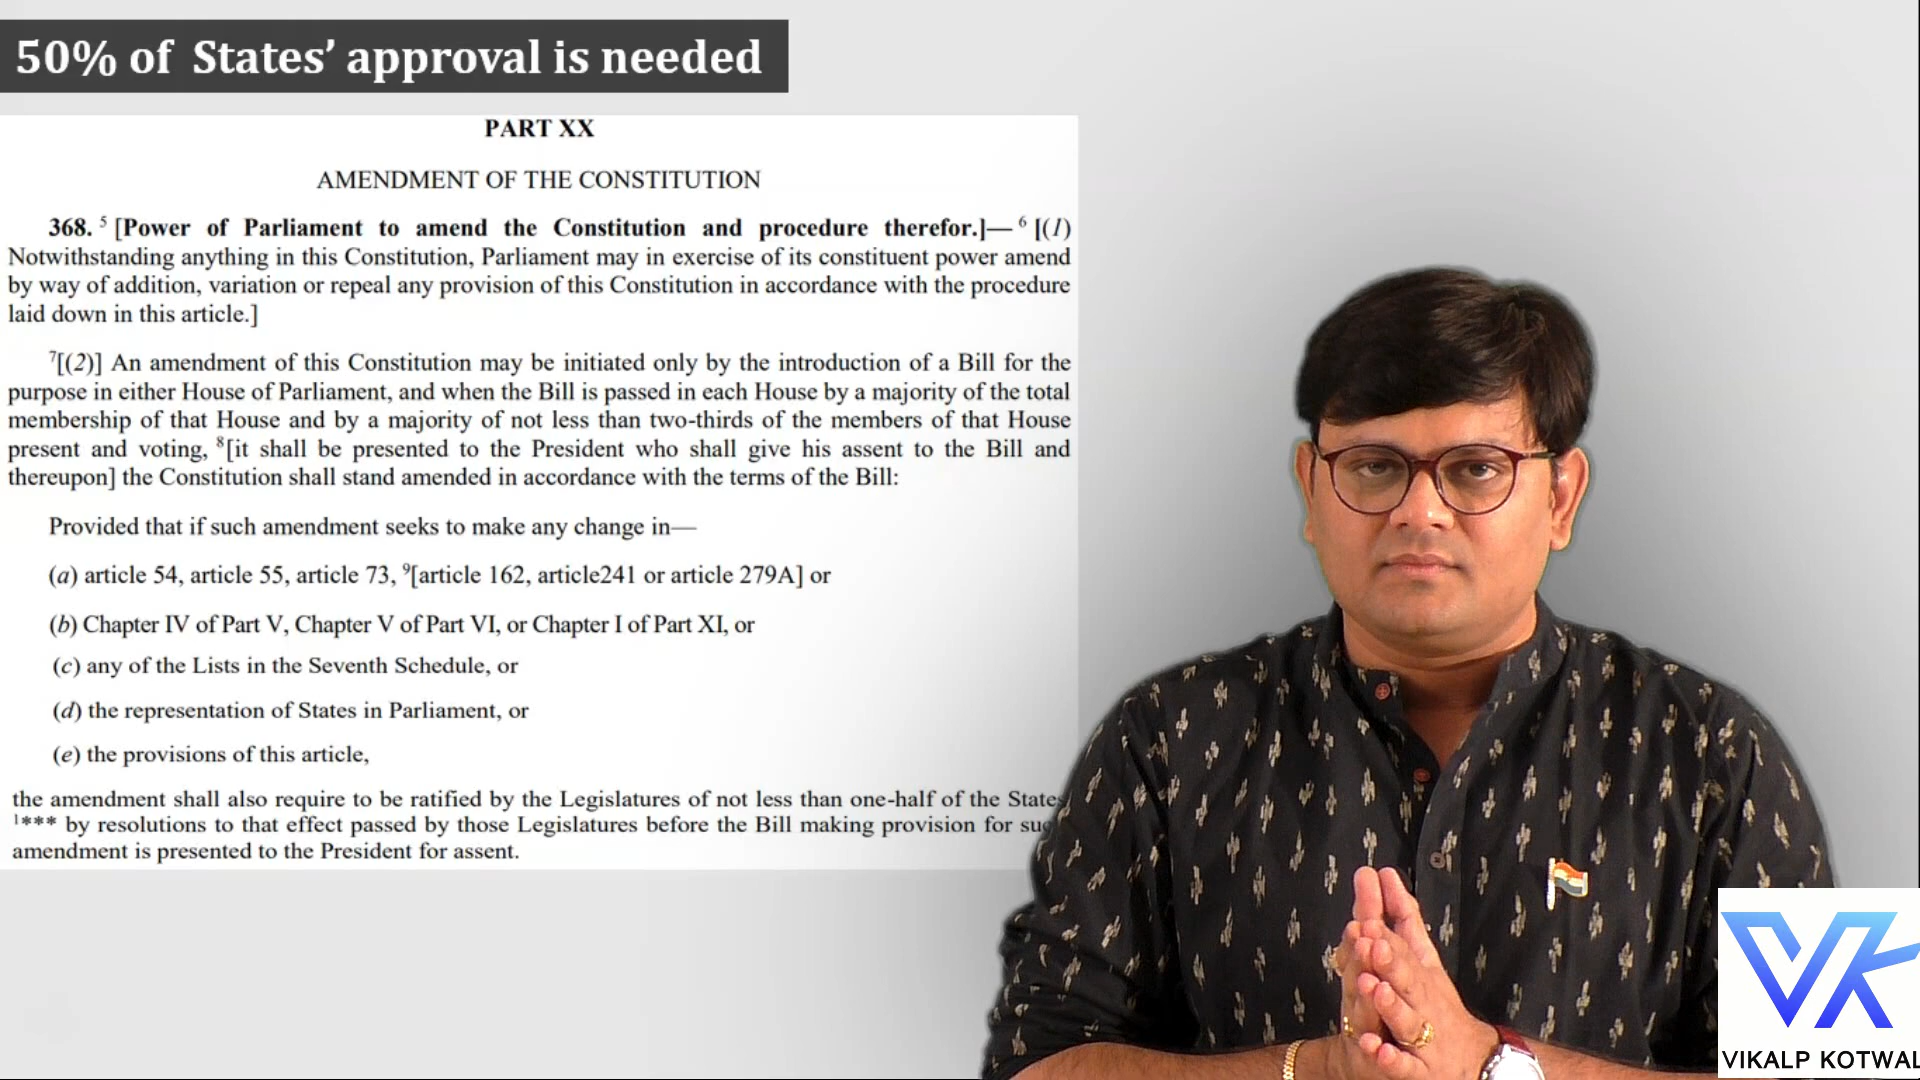 50% of States’ approval is needed
PART XX
AMENDMENT OF THE CONSTITUTION
368. 5 [Power of Parliament to amend the Constitution and procedure therefor.]— 6 [(1)
Notwithstanding anything in this Constitution, Parliament may in exercise of its constituent power amend
by way of addition, variation or repeal any provision of this Constitution in accordance with the procedure
laid down in this article.]
7[(2)] An amendment of this Constitution may be initiated only by the introduction of a Bill for the
purpose in either House of Parliament, and when the Bill is passed in each House by a majority of the total
membership of that House and by a majority of not less than two-thirds of the members of that House
present and voting, 8[it shall be presented to the President who shall give his assent to the Bill and
thereupon] the Constitution shall stand amended in accordance with the terms of the Bill:
Provided that if such amendment seeks to make any change in—
(a) article 54, article 55, article 73, 9[article 162, article241 or article 279A] or
(b) Chapter IV of Part V, Chapter V of Part VI, or Chapter I of Part XI, or
(c) any of the Lists in the Seventh Schedule, or
(d) the representation of States in Parliament, or
(e) the provisions of this article,
the amendment shall also require to be ratified by the Legislatures of not less than one-half of the States
1*** by resolutions to that effect passed by those Legislatures before the Bill making provision for
amendment is presented to the President for assent.
VK
VIKALP KOTWAL